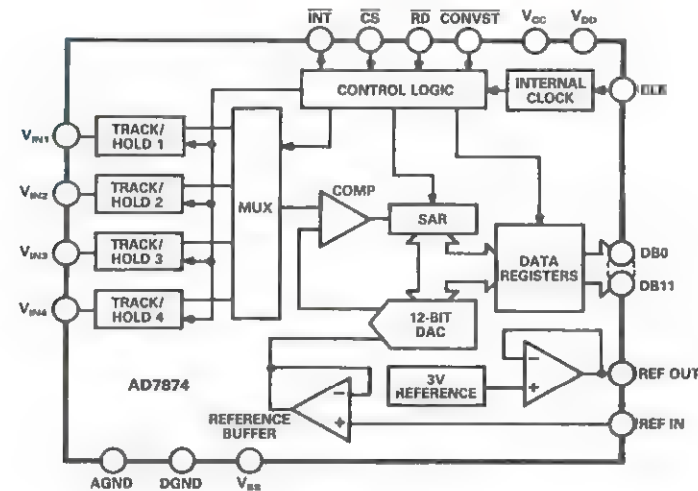 INT CS RD CONVST VCC VDD
CONTROL LOGIC
INTERNAL
CLOCK
CLK
VIN1
TRACK/
HOLD 1
VIN2
TRACK/
HOLD 2
MUX
COMP
SAR
VIN3
TRACK/
HOLD 3
DATA
REGISTERS
DB0
DB11
VIN4
TRACK/
HOLD 4
12-BIT
DAC
AD7874
3V
REFERENCE
REF OUT
REFERENCE
BUFFER
REF IN
−
+
−
+
AGND DGND VSS